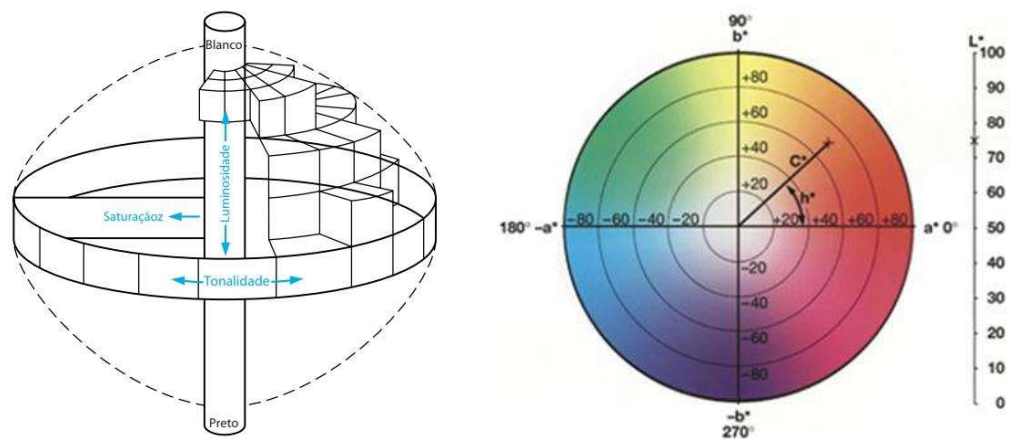 Blanco
Luminosidade
Saturaçãoz
Tonalidade
Preto
90°
b*
+80
+60
+40
+20
C*
h*
180° –a*
–80
–60
–40
–20
+20
+40
+60
+80
a* 0°
–20
–40
–60
–80
–b*
270°
L*
100
90
80
70
60
50
40
30
20
10
0